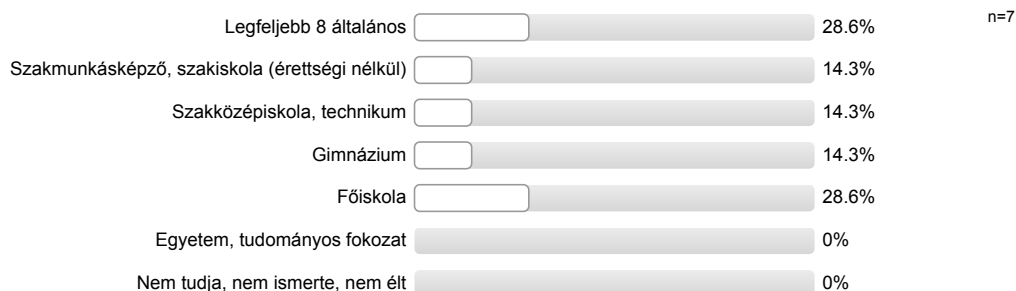 Legfeljebb 8 általános 28.6% n=7
Szakmunkásképző, szakiskola (érettségi nélkül) 14.3%
Szakközépiskola, technikum 14.3%
Gimnázium 14.3%
Főiskola 28.6%
Egyetem, tudományos fokozat 0%
Nem tudja, nem ismerte, nem élt 0%